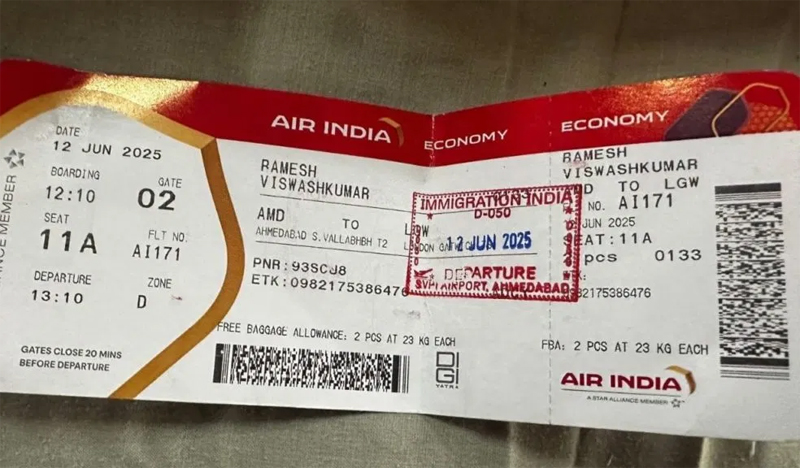 AIR INDIA
ECONOMY
ECONOMY
DATE
12 JUN 2025
BOARDING
12:10
GATE
02
SEAT
11A
FLT NO.
AI171
DEPARTURE
13:10
ZONE
D
GATES CLOSE 20 MINS
BEFORE DEPARTURE
MEMBER
RAMESH
VISWASHKUMAR
AMD TO LGW
AHMEDABAD S.VALLABHBH T2
PNR:93SCJ8
ETK:0982175386476
FREE BAGGAGE ALLOWANCE: 2 PCS AT 23 KG EACH
DIGI
YATRA
IMMIGRATION INDIA
D-050
12 JUN 2025
DEPARTURE
SVPI AIRPORT, AHMEDABAD
RAMESH
VISWASHKUMAR
TO LGW
NO. AI171
JUN 2025
11A
pcs 0133
82175386476
FBA: 2 PCS AT 23 KG EACH
AIR INDIA
A STAR ALLIANCE MEMBER